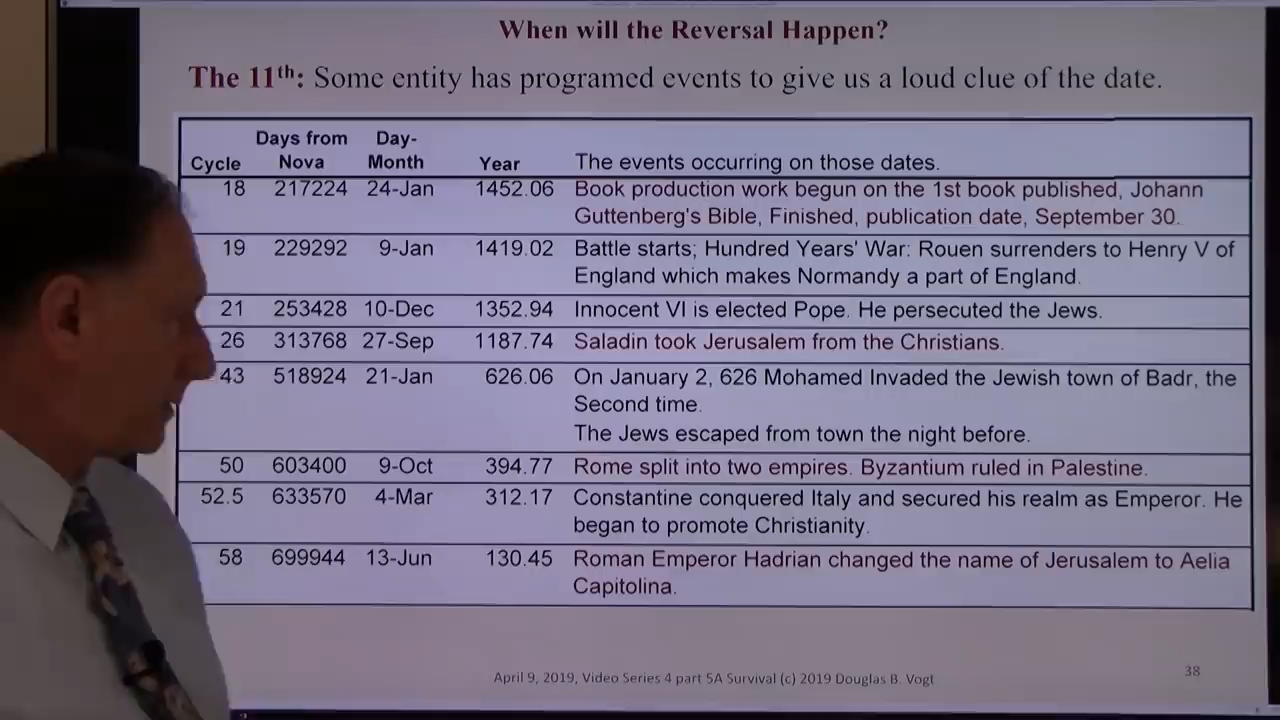 When will the Reversal Happen?
The 11th: Some entity has programed events to give us a loud clue of the date.
Cycle Days from Nova Day-Month Year The events occurring on those dates.
18 217224 24-Jan 1452.06 Book production work begun on the 1st book published, Johann
Guttenberg's Bible, Finished, publication date, September 30.
19 229292 9-Jan 1419.02 Battle starts; Hundred Years' War: Rouen surrenders to Henry V of
England which makes Normandy a part of England.
21 253428 10-Dec 1352.94 Innocent VI is elected Pope. He persecuted the Jews.
26 313768 27-Sep 1187.74 Saladin took Jerusalem from the Christians.
43 518924 21-Jan 626.06 On January 2, 626 Mohamed Invaded the Jewish town of Badr, the
Second time.
The Jews escaped from town the night before.
50 603400 9-Oct 394.77 Rome split into two empires. Byzantium ruled in Palestine.
52.5 633570 4-Mar 312.17 Constantine conquered Italy and secured his realm as Emperor. He
began to promote Christianity.
58 699944 13-Jun 130.45 Roman Emperor Hadrian changed the name of Jerusalem to Aelia
Capitolina.
April 9, 2019, Video Series 4 part 5A Survival (c) 2019 Douglas B. Vogt
38